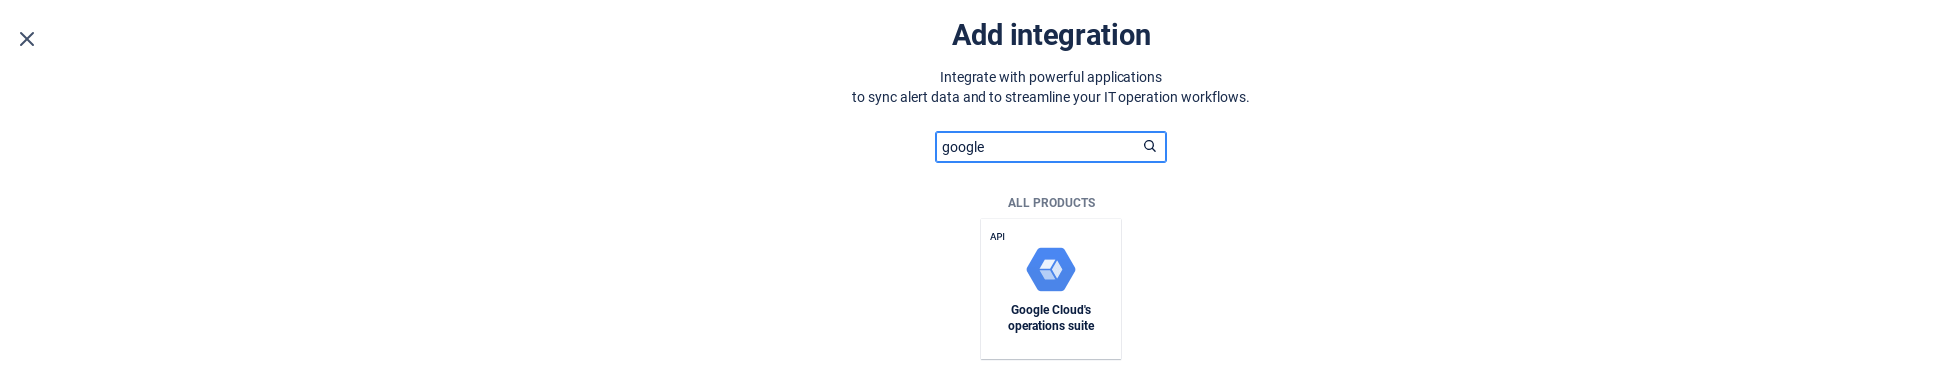 Add integration
Integrate with powerful applications
to sync alert data and to streamline your IT operation workflows.
google
ALL PRODUCTS
API
Google Cloud's
operations suite